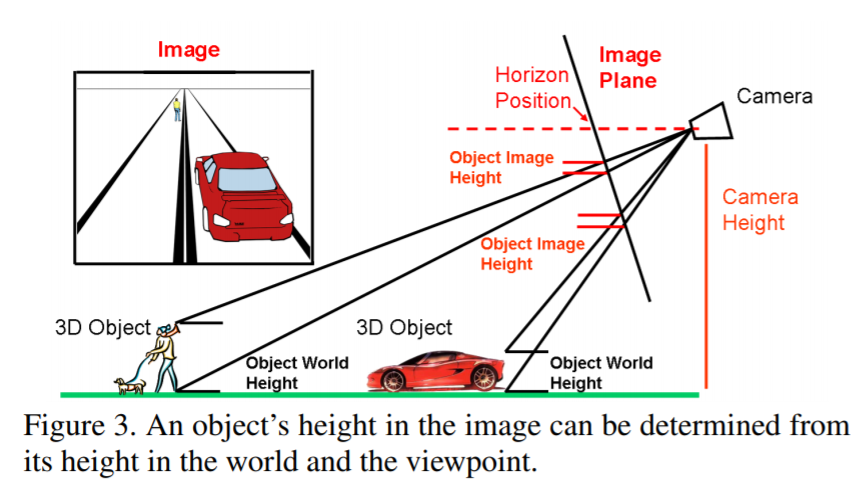 Image
Image
Plane
Horizon
Position
Camera
Object Image
Height
Camera
Height
Object Image
Height
3D Object
3D Object
Object World
Height
Object World
Height
Figure 3. An object's height in the image can be determined from
its height in the world and the viewpoint.